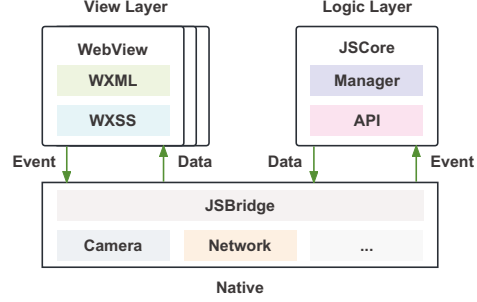 View Layer
Logic Layer
WebView
JSCore
WXML
Manager
WXSS
API
Event
Data
Data
Event
JSBridge
Camera
Network
...
Native